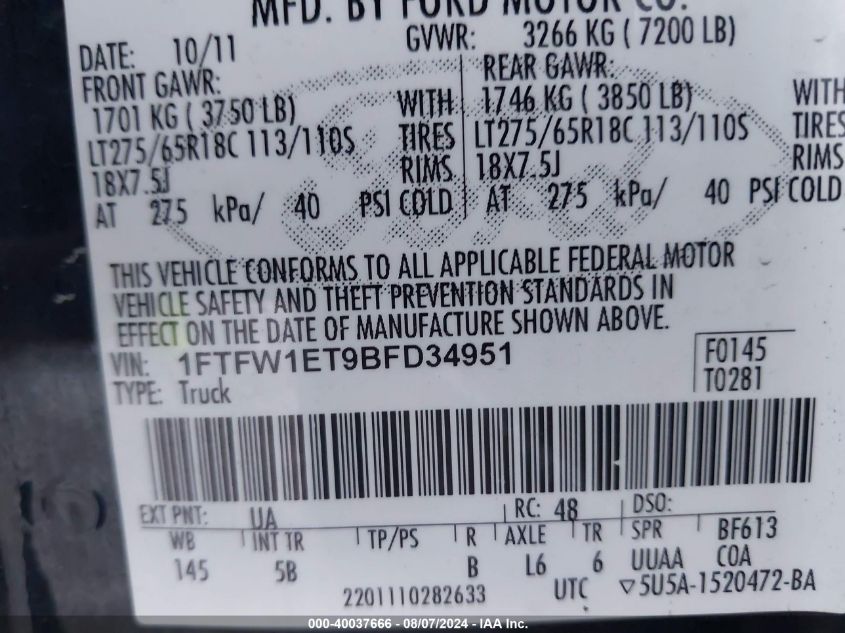 MFD. BY FORD MOTOR CO.
DATE: 10/11 GVWR: 3266 KG ( 7200 LB)
FRONT GAWR: REAR GAWR:
1701 KG ( 3750 LB) WITH 1746 KG ( 3850 LB) WITH
LT275/65R18C 113/110S TIRES LT275/65R18C 113/110S TIRES
18X7.5J RIMS 18X7.5J RIMS
AT 275 kPa/ 40 PSI COLD AT 275 kPa/ 40 PSI COLD
THIS VEHICLE CONFORMS TO ALL APPLICABLE FEDERAL MOTOR
VEHICLE SAFETY AND THEFT PREVENTION STANDARDS IN
EFFECT ON THE DATE OF MANUFACTURE SHOWN ABOVE.
VIN: 1FTFW1ET9BFD34951 F0145
TYPE: Truck T0281
EXT PNT: UA RC: 48 DSO:
WB INT TR TP/PS R AXLE TR SPR BF613
145 5B B L6 6 UUAA COA
2201110282633 UTC ▽5U5A-1520472-BA
000-40037666 - 08/07/2024 - IAAI.COM